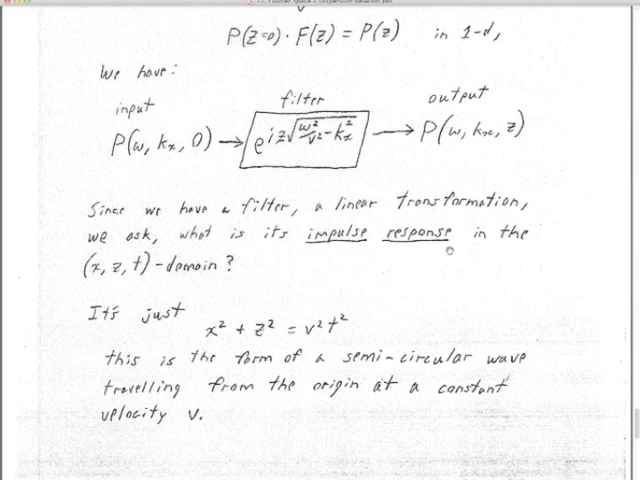 P(z=0) · F(z) = P(z) in 1-d,
We have:
input filter output
P(ω, kx, 0) → e^{iz√(ω²/v² - kx²)} → P(ω, kx, z)
Since we have a filter, a linear transformation,
we ask, what is its impulse response in the
(x, z, t) - domain?
It's just
x² + z² = v²t²
this is the form of a semi-circular wave
travelling from the origin at a constant
velocity v.